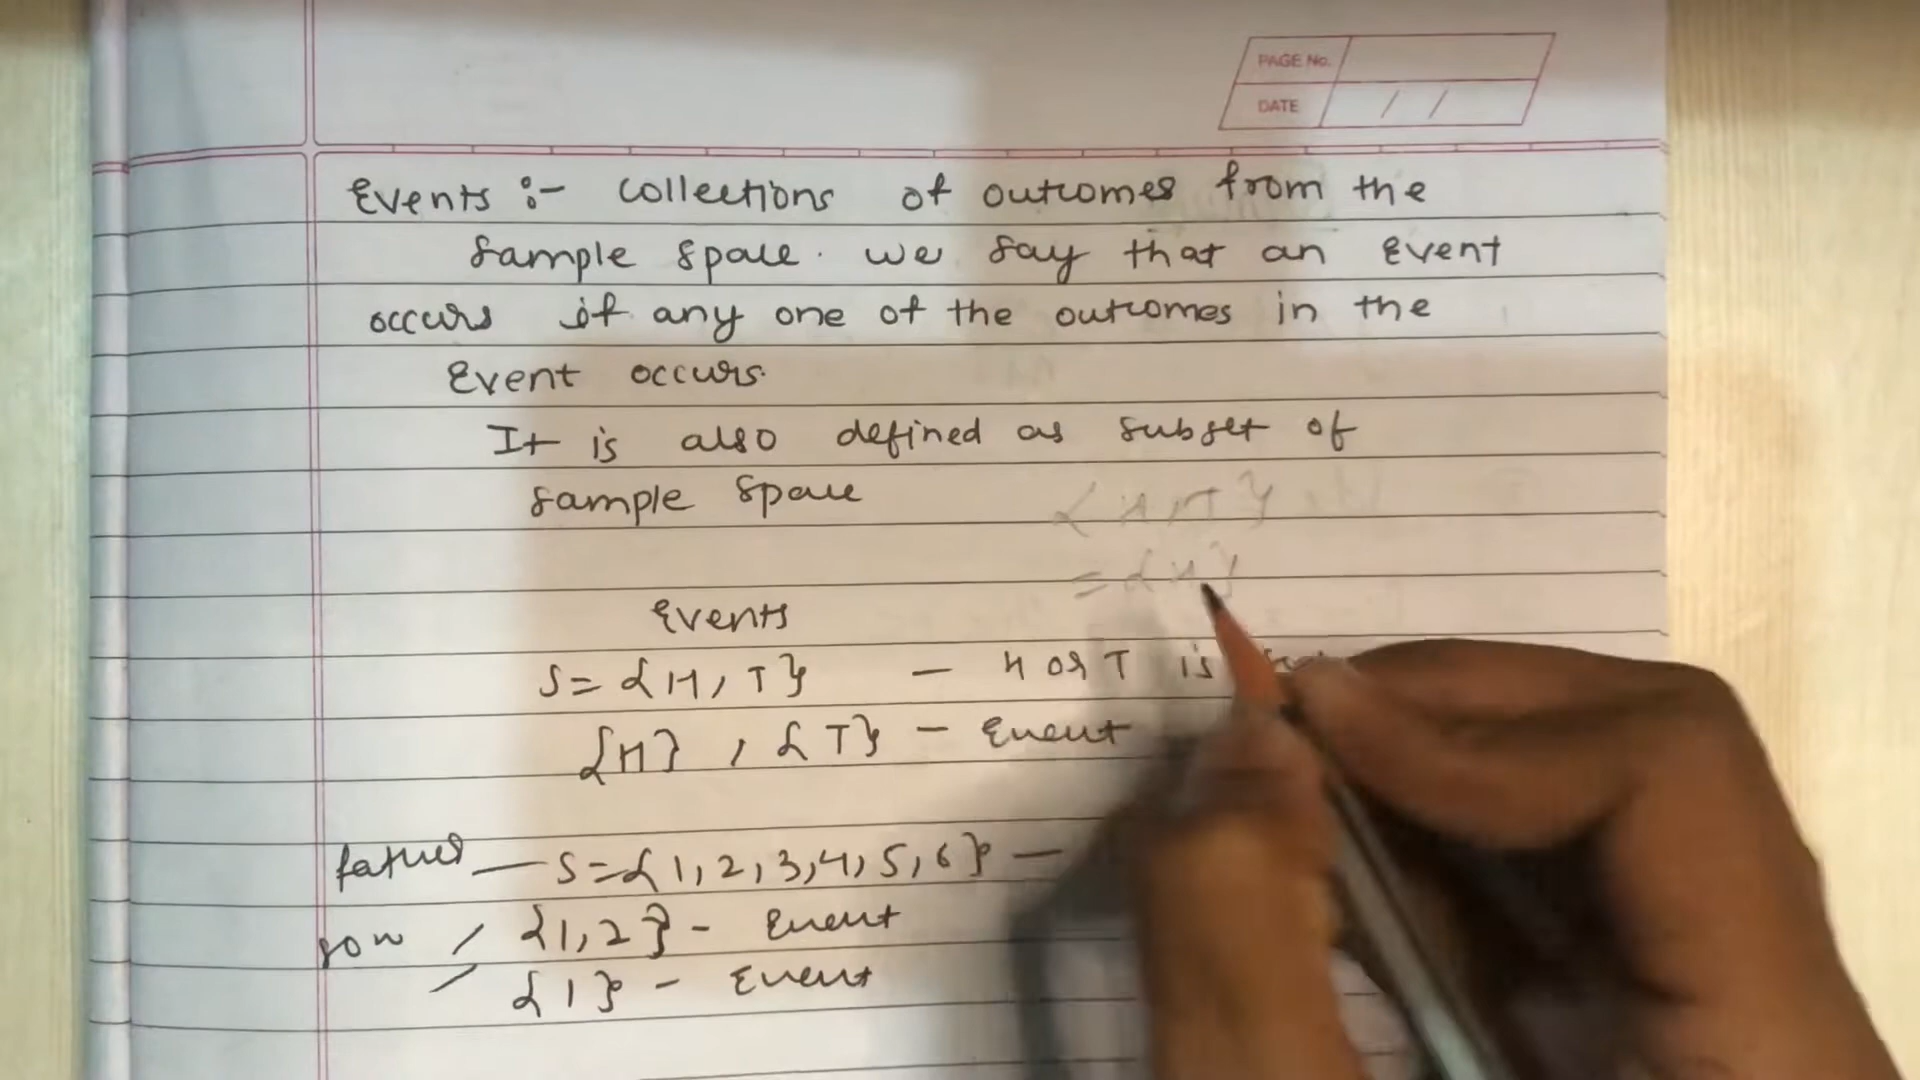 PAGE No.
DATE / /
Events :- collections of outcomes from the
sample space. we say that an Event
occurs if any one of the outcomes in the
Event occurs.
It is also defined as subset of
sample space
{H,T}
={H}
Events
S={H,T} - H or T is
{H} , {T} - Event
father - S={1,2,3,4,5,6} -
son / {1,2} - Event
/ {1} - Event